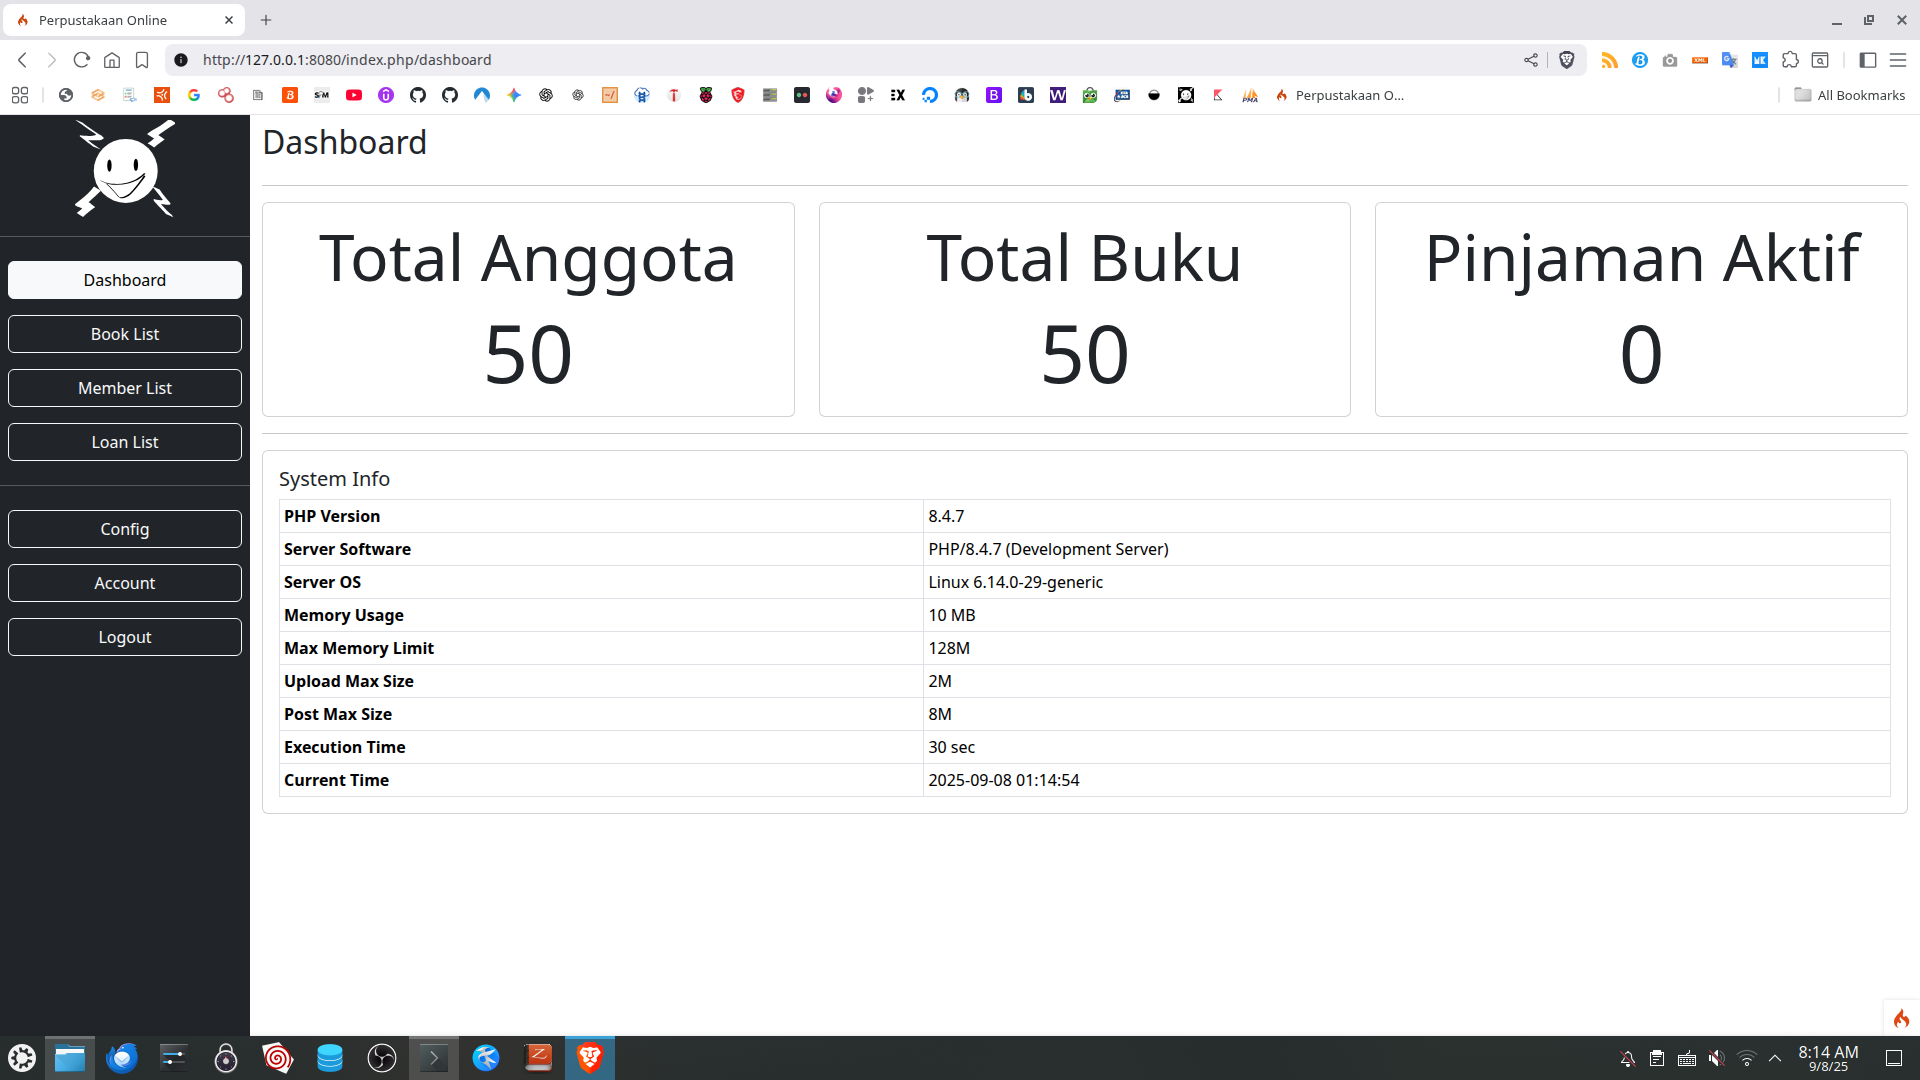 Perpustakaan Online
http://127.0.0.1:8080/index.php/dashboard
Perpustakaan O...
All Bookmarks
Dashboard
Book List
Member List
Loan List
Config
Account
Logout
Dashboard
Total Anggota
50
Total Buku
50
Pinjaman Aktif
0
System Info
PHP Version 8.4.7
Server Software PHP/8.4.7 (Development Server)
Server OS Linux 6.14.0-29-generic
Memory Usage 10 MB
Max Memory Limit 128M
Upload Max Size 2M
Post Max Size 8M
Execution Time 30 sec
Current Time 2025-09-08 01:14:54
8:14 AM
9/8/25